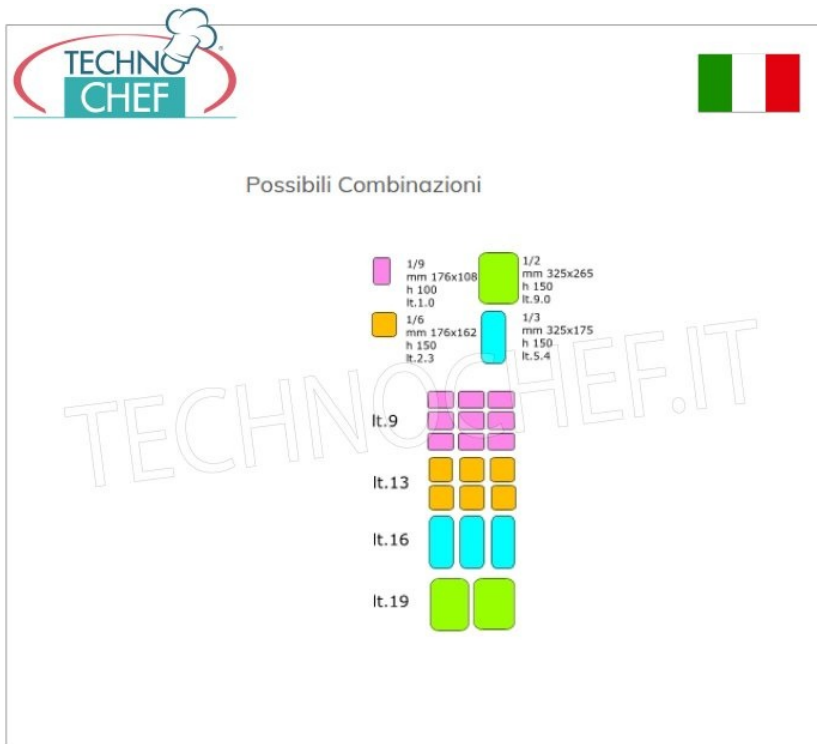 TECHNO
CHEF
®
Possibili Combinazioni
1/9
mm 176x108
h 100
lt.1.0
1/2
mm 325x265
h 150
lt.9.0
1/6
mm 176x162
h 150
lt.2.3
1/3
mm 325x175
h 150
lt.5.4
TECHNOCHEF.IT
lt.9
lt.13
lt.16
lt.19